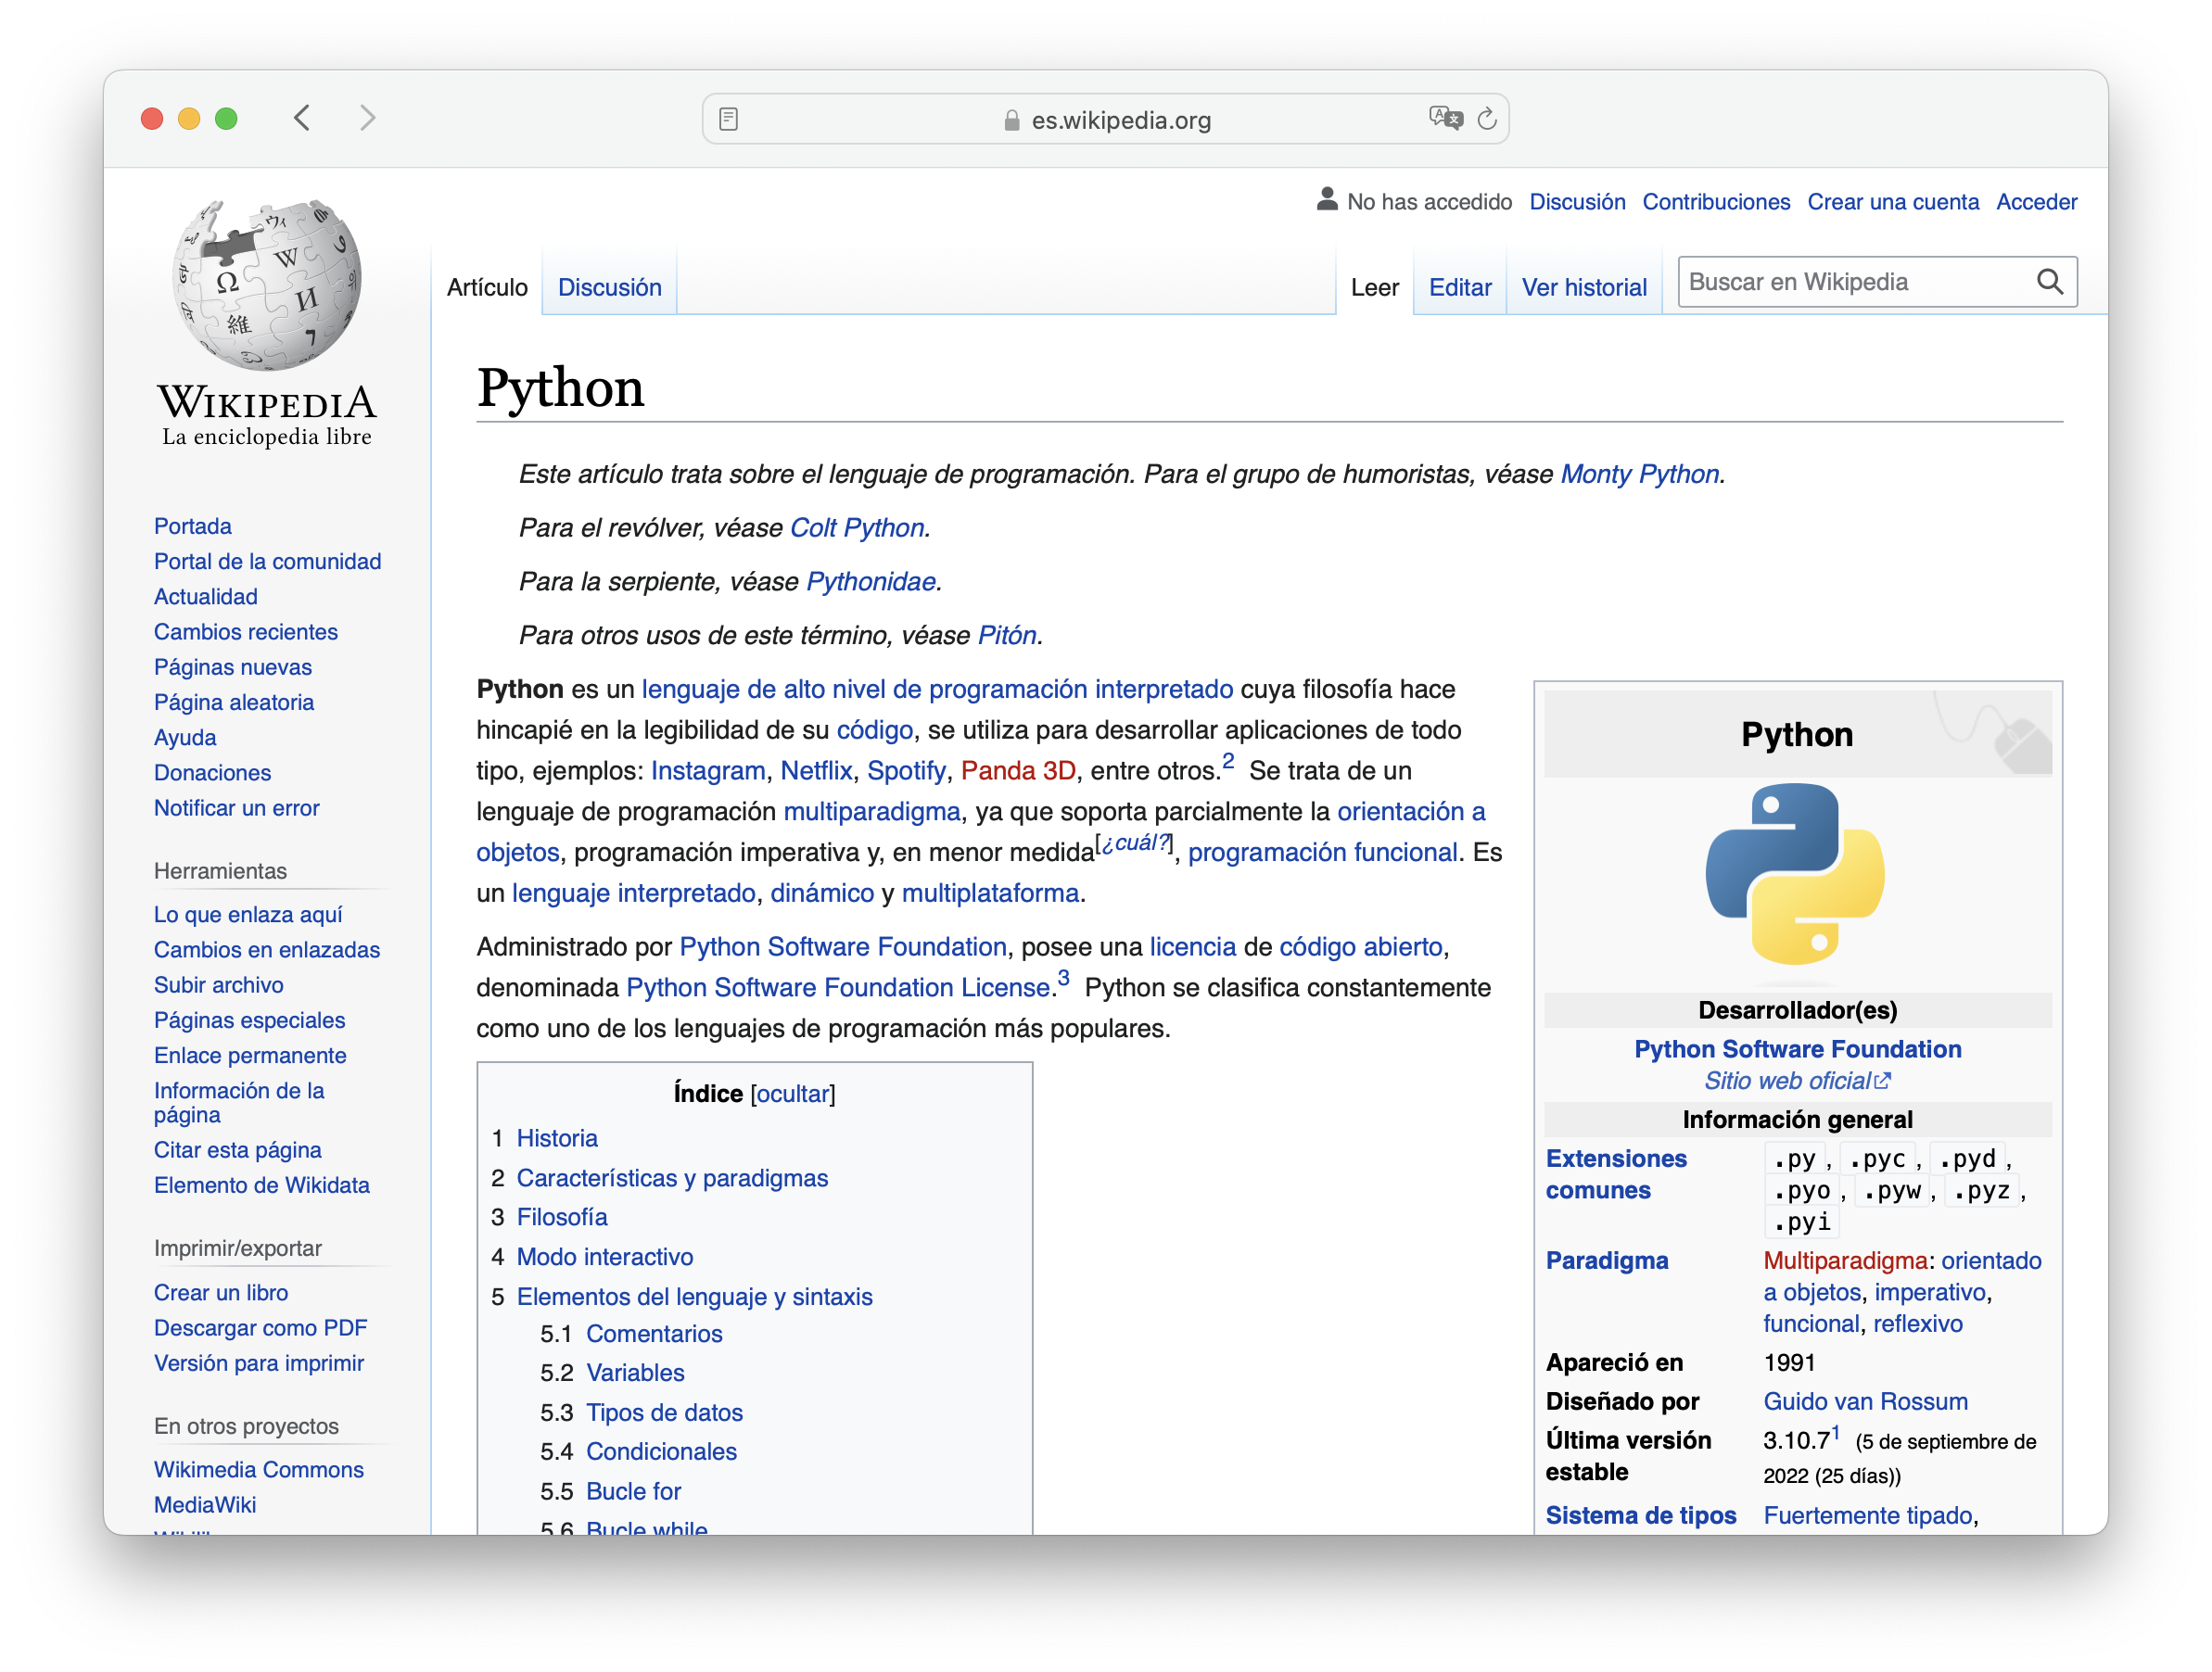 es.wikipedia.org
No has accedido Discusión Contribuciones Crear una cuenta Acceder
Artículo Discusión Leer Editar Ver historial Buscar en Wikipedia
WIKIPEDIA
La enciclopedia libre
Portada
Portal de la comunidad
Actualidad
Cambios recientes
Páginas nuevas
Página aleatoria
Ayuda
Donaciones
Notificar un error
Herramientas
Lo que enlaza aquí
Cambios en enlazadas
Subir archivo
Páginas especiales
Enlace permanente
Información de la
página
Citar esta página
Elemento de Wikidata
Imprimir/exportar
Crear un libro
Descargar como PDF
Versión para imprimir
En otros proyectos
Wikimedia Commons
MediaWiki
Python
Este artículo trata sobre el lenguaje de programación. Para el grupo de humoristas, véase Monty Python.
Para el revólver, véase Colt Python.
Para la serpiente, véase Pythonidae.
Para otros usos de este término, véase Pitón.
Python es un lenguaje de alto nivel de programación interpretado cuya filosofía hace
hincapié en la legibilidad de su código, se utiliza para desarrollar aplicaciones de todo
tipo, ejemplos: Instagram, Netflix, Spotify, Panda 3D, entre otros.2 Se trata de un
lenguaje de programación multiparadigma, ya que soporta parcialmente la orientación a
objetos, programación imperativa y, en menor medida[¿cuál?], programación funcional. Es
un lenguaje interpretado, dinámico y multiplataforma.
Administrado por Python Software Foundation, posee una licencia de código abierto,
denominada Python Software Foundation License.3 Python se clasifica constantemente
como uno de los lenguajes de programación más populares.
Índice [ocultar]
1 Historia
2 Características y paradigmas
3 Filosofía
4 Modo interactivo
5 Elementos del lenguaje y sintaxis
5.1 Comentarios
5.2 Variables
5.3 Tipos de datos
5.4 Condicionales
5.5 Bucle for
5.6 Bucle while
Python
Desarrollador(es)
Python Software Foundation
Sitio web oficial
Información general
Extensiones .py, .pyc, .pyd,
comunes .pyo, .pyw, .pyz,
.pyi
Paradigma Multiparadigma: orientado
a objetos, imperativo,
funcional, reflexivo
Apareció en 1991
Diseñado por Guido van Rossum
Última versión 3.10.71 (5 de septiembre de
estable 2022 (25 días))
Sistema de tipos Fuertemente tipado,